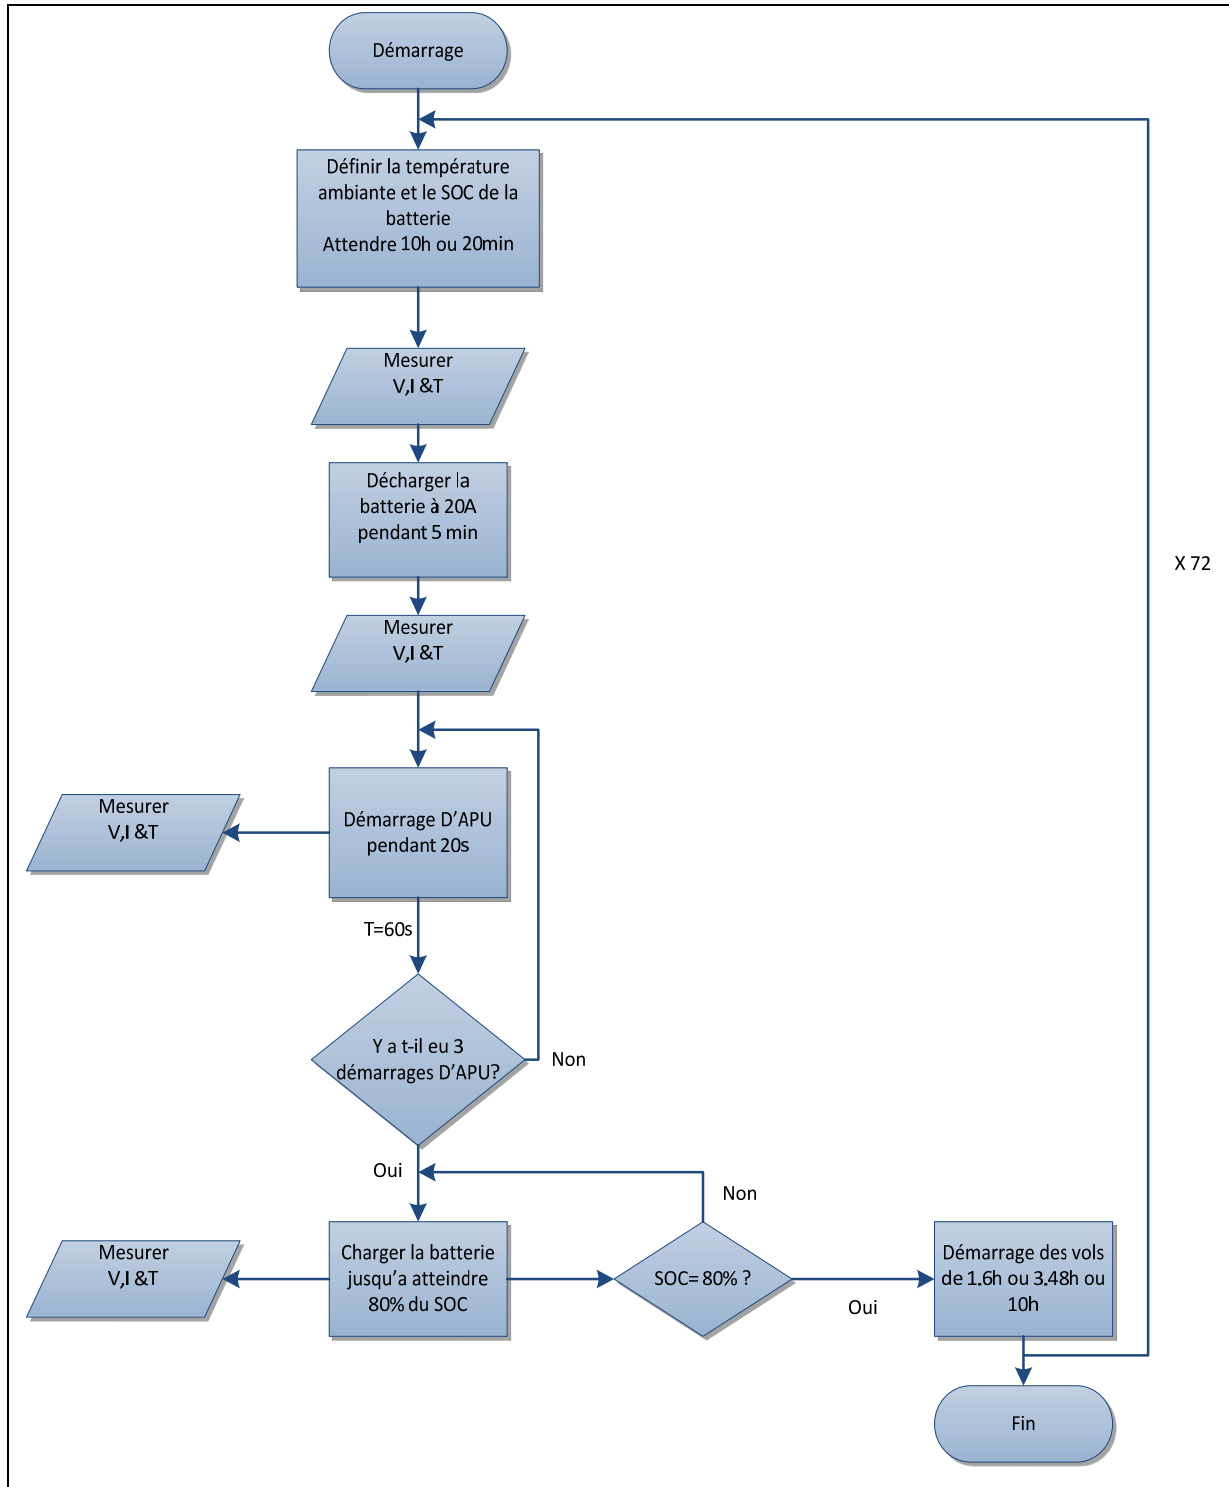 Démarrage
Définir la température
ambiante et le SOC de la
batterie
Attendre 10h ou 20min
Mesurer
V,I &T
Décharger la
batterie à 20A
pendant 5 min
X 72
Mesurer
V,I &T
Mesurer
V,I &T
Démarrage D'APU
pendant 20s
T=60s
Y a t-il eu 3
démarrages D'APU?
Non
Oui
Non
Mesurer
V,I &T
Charger la batterie
jusqu'a atteindre
80% du SOC
SOC= 80% ?
Oui
Démarrage des vols
de 1.6h ou 3.48h ou
10h
Fin